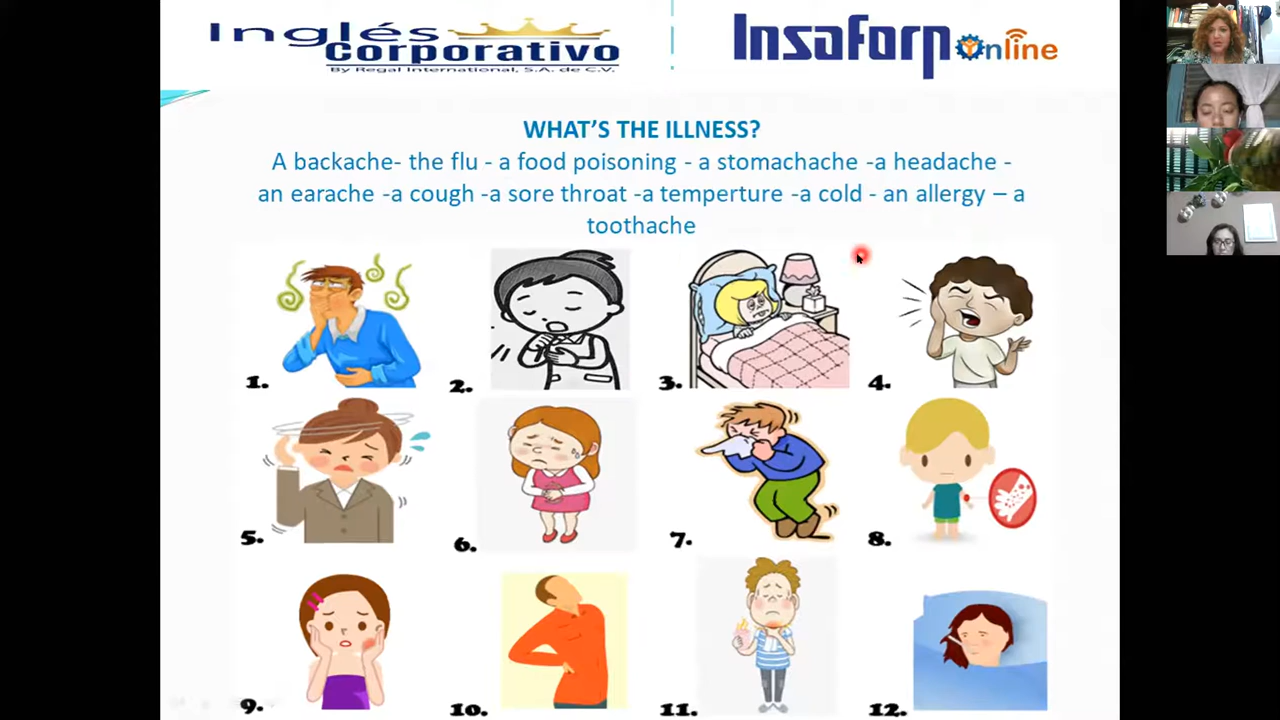 Inglés
Corporativo
By Regal International, S.A. de C.V.
Insaforp Online
WHAT'S THE ILLNESS?
A backache- the flu - a food poisoning - a stomachache -a headache -
an earache -a cough -a sore throat -a temperture -a cold - an allergy – a
toothache
1.
2.
3.
4.
5.
6.
7.
8.
9.
10.
11.
12.